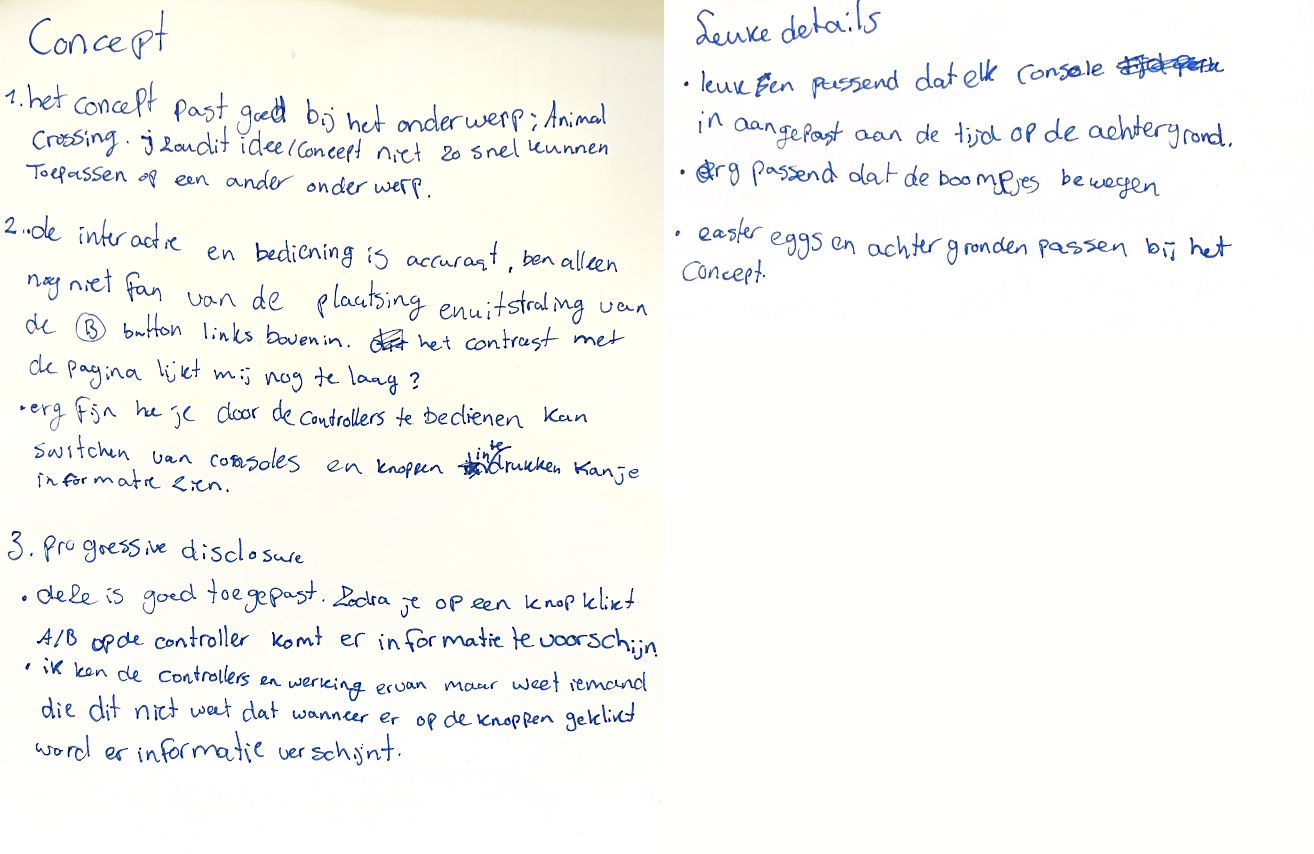 Concept
1. het concept past goed bij het onderwerp; Animal
Crossing. j zou dit idee/concept niet zo snel kunnen
Toepassen op een ander onderwerp.
2. de interactie en bediening is accuraat, ben alleen
nog niet fan van de plaatsing en uitstraling van
de B button links bovenin. het contrast met
de pagina lijkt mij nog te laag?
• erg fijn he je door de controllers te bedienen kan
switchen van consoles en knoppen in te drukken kan je
informatie zien.
3. progressive disclosure
• deze is goed toegepast. Zodra je op een knop klikt
A/B op de controller komt er informatie te voorschijn
• ik ken de controllers en werking ervan maar weet iemand
die dit niet weet dat wanneer er op de knoppen geklikt
word er informatie verschijnt.
Leuke details
• leuk en passend dat elk console
in aangepast aan de tijd op de achtergrond.
• erg passend dat de boompjes bewegen
• easter eggs en achtergronden passen bij het
Concept.